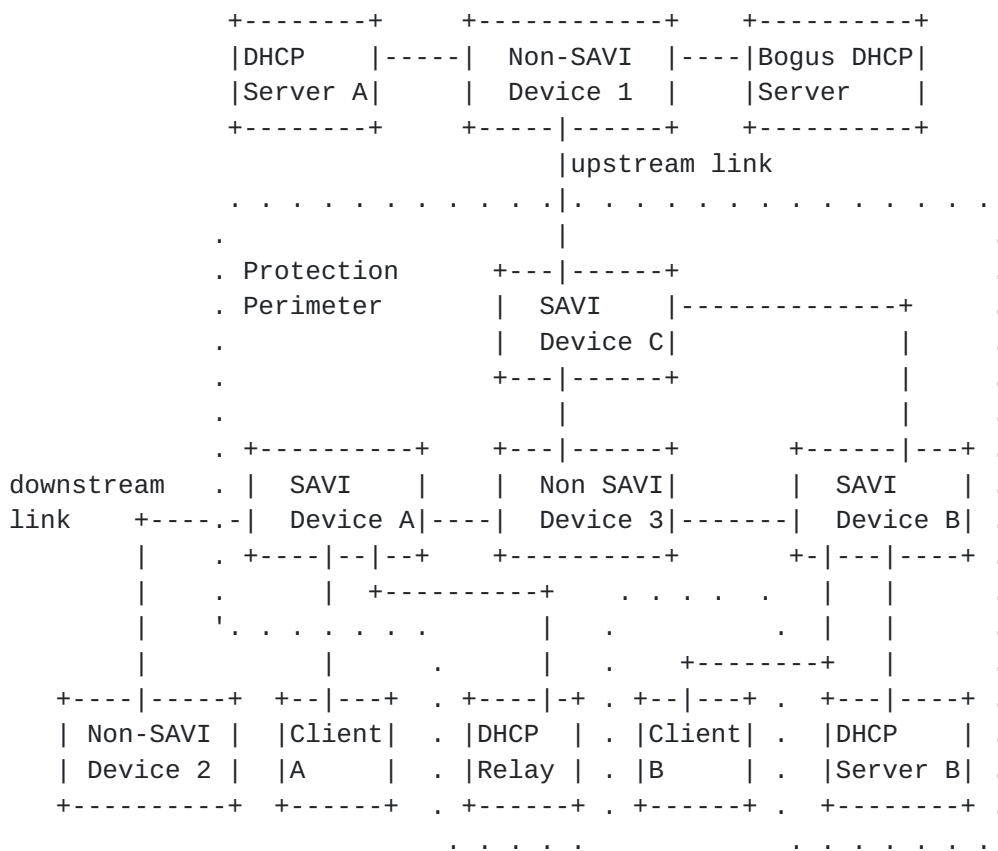 DHCP Non-SAVI Bogus DHCP
Server A Device 1 Server
upstream link
Protection SAVI
Perimeter Device C
downstream SAVI Non SAVI SAVI
link Device A Device 3 Device B
Non-SAVI Client DHCP Client DHCP
Device 2 A Relay B Server B